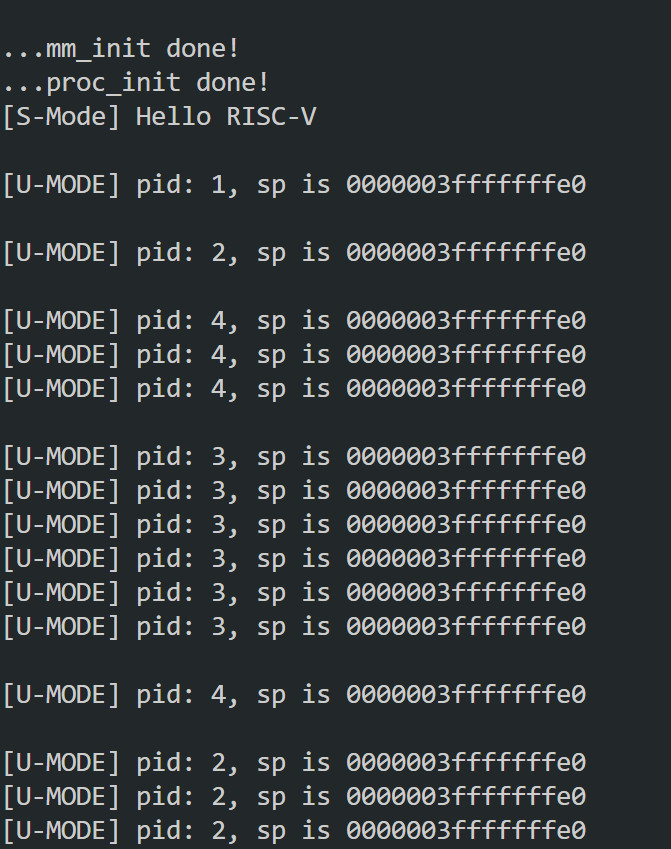 ...mm_init done!
...proc_init done!
[S-Mode] Hello RISC-V
[U-MODE] pid: 1, sp is 0000003fffffffe0
[U-MODE] pid: 2, sp is 0000003fffffffe0
[U-MODE] pid: 4, sp is 0000003fffffffe0
[U-MODE] pid: 4, sp is 0000003fffffffe0
[U-MODE] pid: 4, sp is 0000003fffffffe0
[U-MODE] pid: 3, sp is 0000003fffffffe0
[U-MODE] pid: 3, sp is 0000003fffffffe0
[U-MODE] pid: 3, sp is 0000003fffffffe0
[U-MODE] pid: 3, sp is 0000003fffffffe0
[U-MODE] pid: 3, sp is 0000003fffffffe0
[U-MODE] pid: 3, sp is 0000003fffffffe0
[U-MODE] pid: 4, sp is 0000003fffffffe0
[U-MODE] pid: 2, sp is 0000003fffffffe0
[U-MODE] pid: 2, sp is 0000003fffffffe0
[U-MODE] pid: 2, sp is 0000003fffffffe0